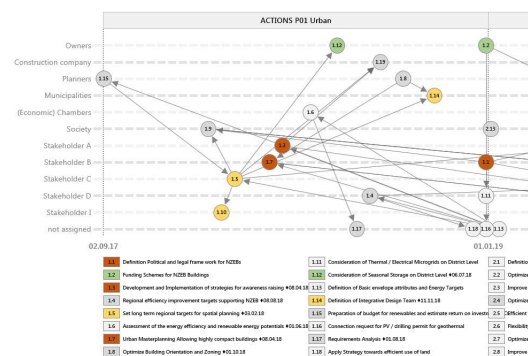 ACTIONS P01 Urban
Owners
1.12
1.2
Construction company
1.19
Planners
1.15
1.8
Municipalities
1.14
(Economic) Chambers
1.6
Society
1.9
2.13
Stakeholder A
1.3
Stakeholder B
1.7
1.1
Stakeholder C
1.5
Stakeholder D
1.4
1.11
Stakeholder I
1.10
not assigned
1.17
1.18
1.16
1.13
02.09.17
01.01.19
1.1 Definition Political and legal frame work for NZEBs
1.11 Consideration of Thermal / Electrical Microgrids on District Level
2.1 Definitio
1.2 Funding Schemes for NZEB Buildings
1.12 Consideration of Seasonal Storage on District Level ♦06.07.18
2.2 Optimiza
1.3 Development and Implementation of strategies for awareness raising ♦08.04.18
1.13 Definition of Basic envelope attributes and Energy Targets
2.3 Improve
1.4 Regional efficiency improvement targets supporting NZEB ♦08.08.18
1.14 Definition of Integrative Design Team ♦11.11.18
2.4 Optimiza
1.5 Set long term regional targets for spatial planning ♦03.02.18
1.15 Preparation of budget for renewables and estimate return on investm
2.5 Efficient
1.6 Assessment of the energy efficiency and renewable energy potentials ♦01.06.18
1.16 Connection request for PV / drilling permit for geothermal
2.6 Flexibility
1.7 Urban Masterplanning Allowing highly compact buildings ♦08.04.18
1.17 Requirements Analysis ♦01.08.18
2.7 Optimiza
1.8 Optimize Building Orientation and Zoning ♦01.10.18
1.18 Apply Strategy towards efficient use of land
2.8 Improve